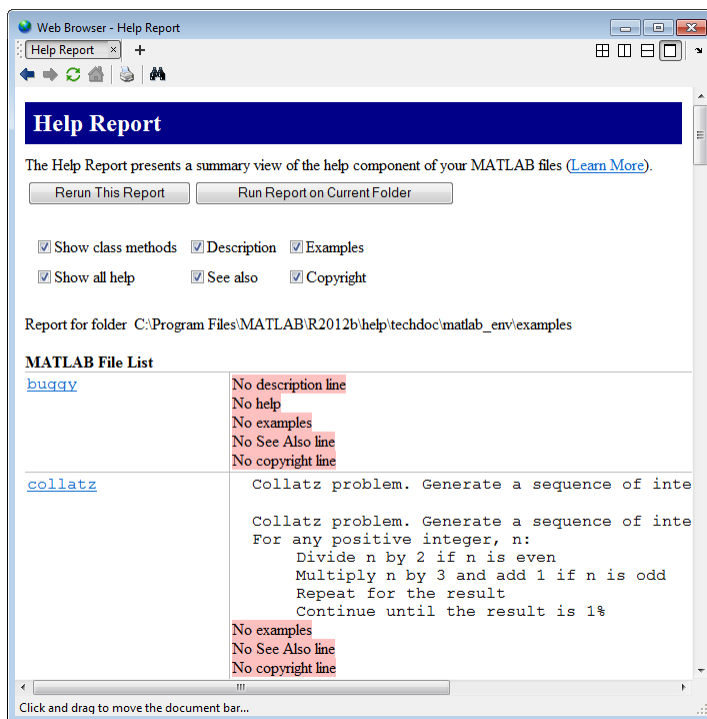 Web Browser - Help Report
Help Report
Help Report
The Help Report presents a summary view of the help component of your MATLAB files (Learn More).
Rerun This Report Run Report on Current Folder
Show class methods Description Examples
Show all help See also Copyright
Report for folder C:\Program Files\MATLAB\R2012b\help\techdoc\matlab_env\examples
MATLAB File List
buggy No description line
No help
No examples
No See Also line
No copyright line
collatz Collatz problem. Generate a sequence of inte
Collatz problem. Generate a sequence of inte
For any positive integer, n:
Divide n by 2 if n is even
Multiply n by 3 and add 1 if n is odd
Repeat for the result
Continue until the result is 1%
No examples
No See Also line
No copyright line
Click and drag to move the document bar...